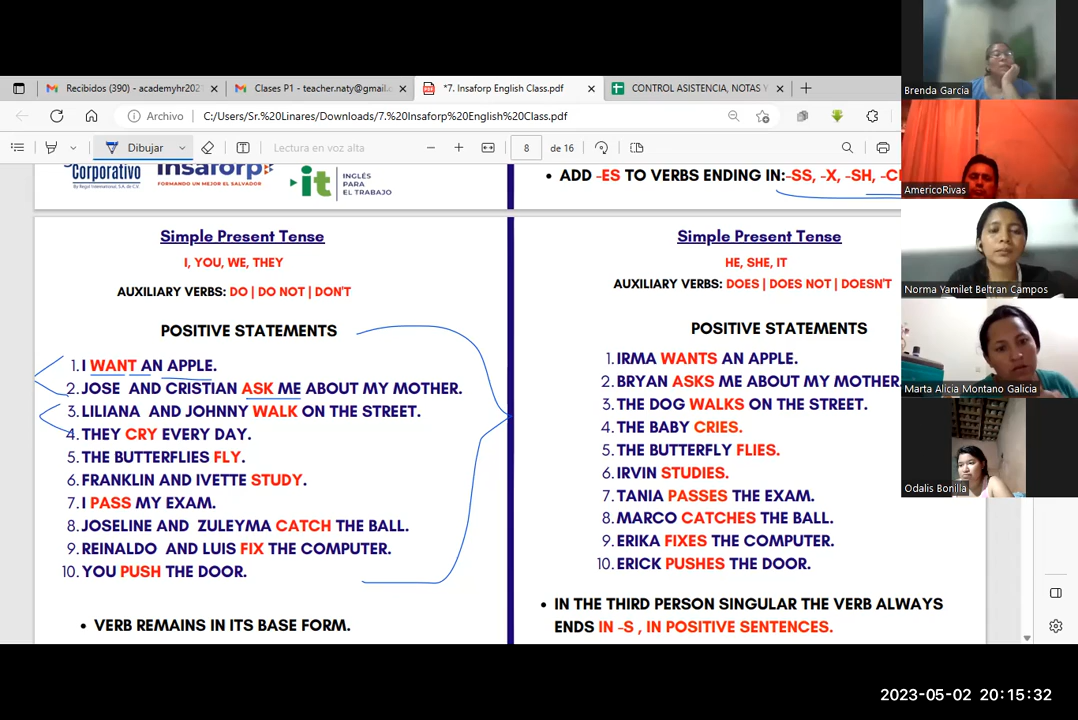 Recibidos (390) - academyhr202
Clases P1 - teacher.naty@gmail.c
*7. Insaforp English Class.pdf
CONTROL ASISTENCIA, NOTAS Y
Archivo
C:/Users/Sr.%20Linares/Downloads/7.%20Insaforp%20English%20Class.pdf
Dibujar
Lectura en voz alta
8
de 16
Corporativo
By Regal International, S.A. de C.V.
insaforp
FORMANDO UN MEJOR EL SALVADOR
it
INGLÉS
PARA
EL TRABAJO
• ADD -ES TO VERBS ENDING IN:-SS, -X, -SH, -C
Simple Present Tense
I, YOU, WE, THEY
AUXILIARY VERBS: DO | DO NOT | DON'T
POSITIVE STATEMENTS
1. I WANT AN APPLE.
2. JOSE AND CRISTIAN ASK ME ABOUT MY MOTHER.
3. LILIANA AND JOHNNY WALK ON THE STREET.
4. THEY CRY EVERY DAY.
5. THE BUTTERFLIES FLY.
6. FRANKLIN AND IVETTE STUDY.
7. I PASS MY EXAM.
8. JOSELINE AND ZULEYMA CATCH THE BALL.
9. REINALDO AND LUIS FIX THE COMPUTER.
10. YOU PUSH THE DOOR.
• VERB REMAINS IN ITS BASE FORM.
Simple Present Tense
HE, SHE, IT
AUXILIARY VERBS: DOES | DOES NOT | DOESN'T
POSITIVE STATEMENTS
1. IRMA WANTS AN APPLE.
2. BRYAN ASKS ME ABOUT MY MOTHER
3. THE DOG WALKS ON THE STREET.
4. THE BABY CRIES.
5. THE BUTTERFLY FLIES.
6. IRVIN STUDIES.
7. TANIA PASSES THE EXAM.
8. MARCO CATCHES THE BALL.
9. ERIKA FIXES THE COMPUTER.
10. ERICK PUSHES THE DOOR.
• IN THE THIRD PERSON SINGULAR THE VERB ALWAYS
ENDS IN -S , IN POSITIVE SENTENCES.
Brenda Garcia
AmericoRivas
Norma Yamilet Beltran Campos
Marta Alicia Montano Galicia
Odalis Bonilla
2023-05-02 20:15:32